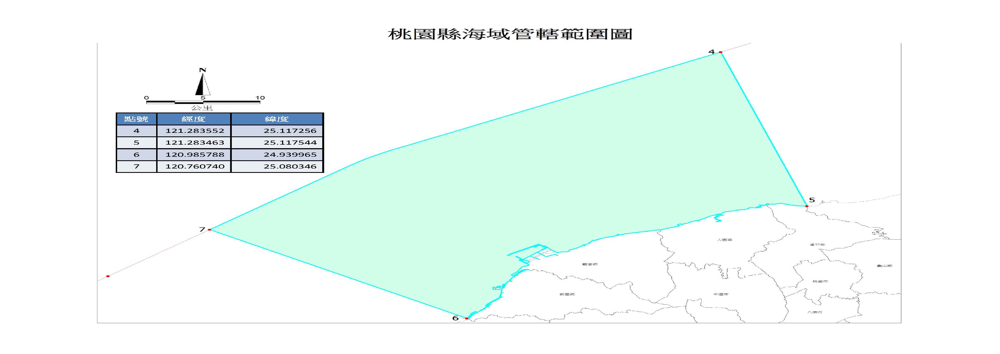 桃園縣海域管轄範圍圖
4
N
0 5 10
公里
點號 經度 緯度
4 121.283552 25.117256
5 121.283463 25.117544
6 120.985788 24.939965
7 120.760740 25.080346
5
7
大園鄉
蘆竹鄉
觀音鄉
龜山鄉
桃園市
新屋鄉
中壢市
八德市
6